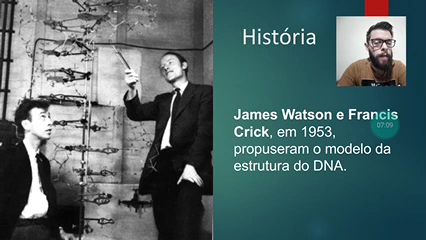 História
James Watson e Francis
Crick, em 1953,
07:09
propuseram o modelo da
estrutura do DNA.